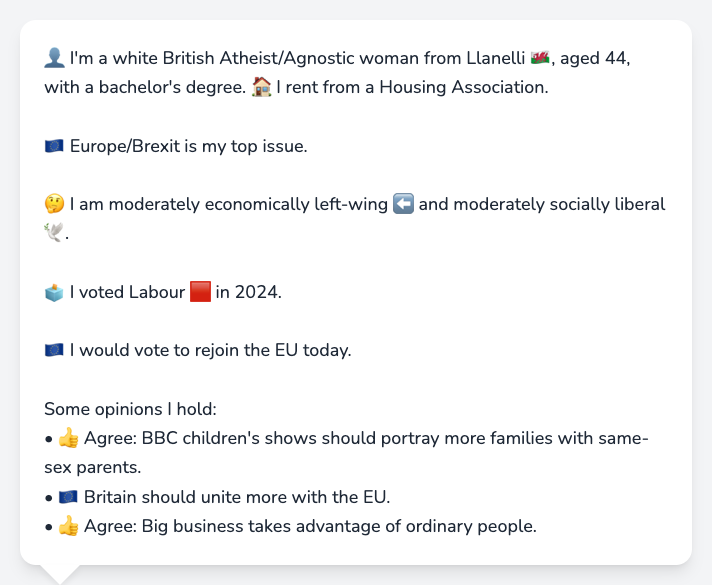 👤 I'm a white British Atheist/Agnostic woman from Llanelli 🏴󠁧󠁢󠁷󠁬󠁳󠁿, aged 44,
with a bachelor's degree. 🏠 I rent from a Housing Association.
🇪🇺 Europe/Brexit is my top issue.
🤔 I am moderately economically left-wing ⬅️ and moderately socially liberal
🕊️.
🗳️ I voted Labour 🟥 in 2024.
🇪🇺 I would vote to rejoin the EU today.
Some opinions I hold:
• 👍 Agree: BBC children's shows should portray more families with same-
sex parents.
• 🇪🇺 Britain should unite more with the EU.
• 👍 Agree: Big business takes advantage of ordinary people.